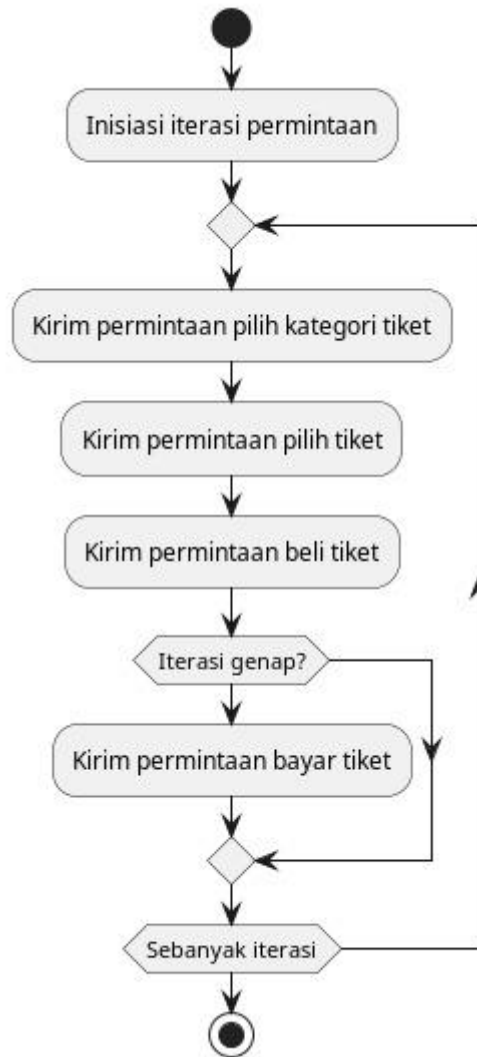 Inisiasi iterasi permintaan
Kirim permintaan pilih kategori tiket
Kirim permintaan pilih tiket
Kirim permintaan beli tiket
Iterasi genap?
Kirim permintaan bayar tiket
Sebanyak iterasi